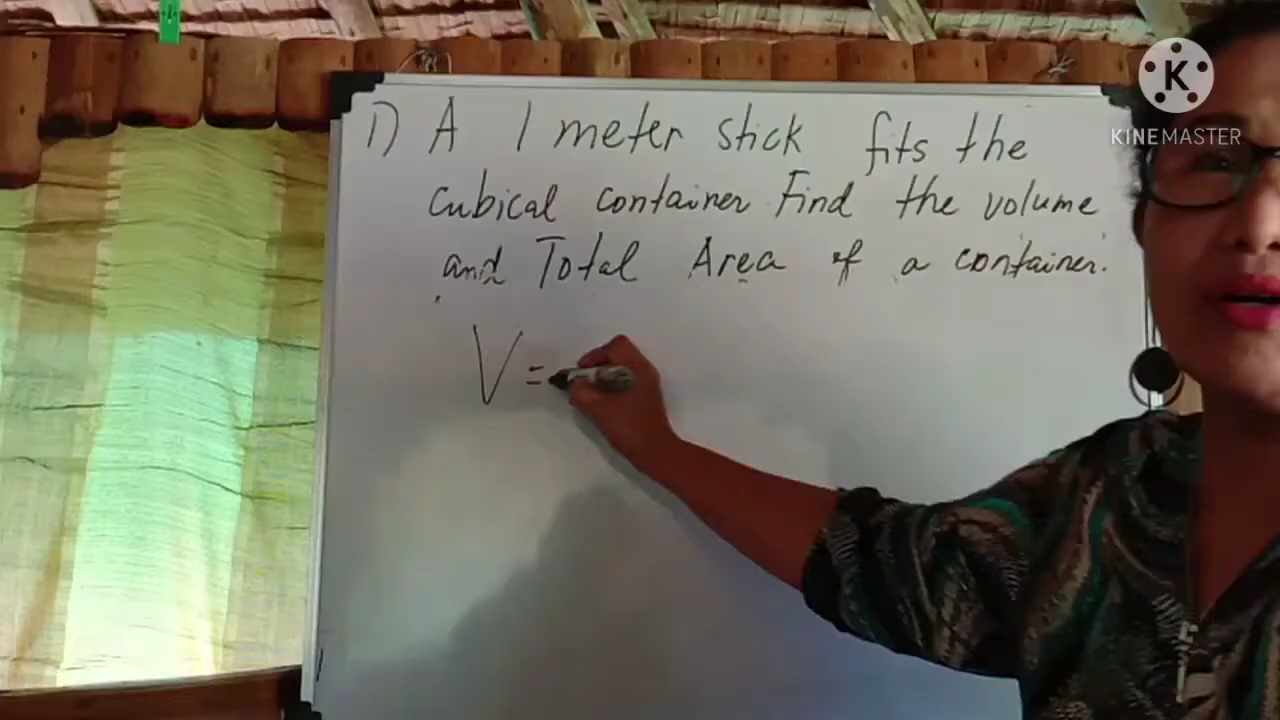 1) A 1 meter stick fits the
cubical container Find the volume
and Total Area of a container.
V =
K
KINEMASTER